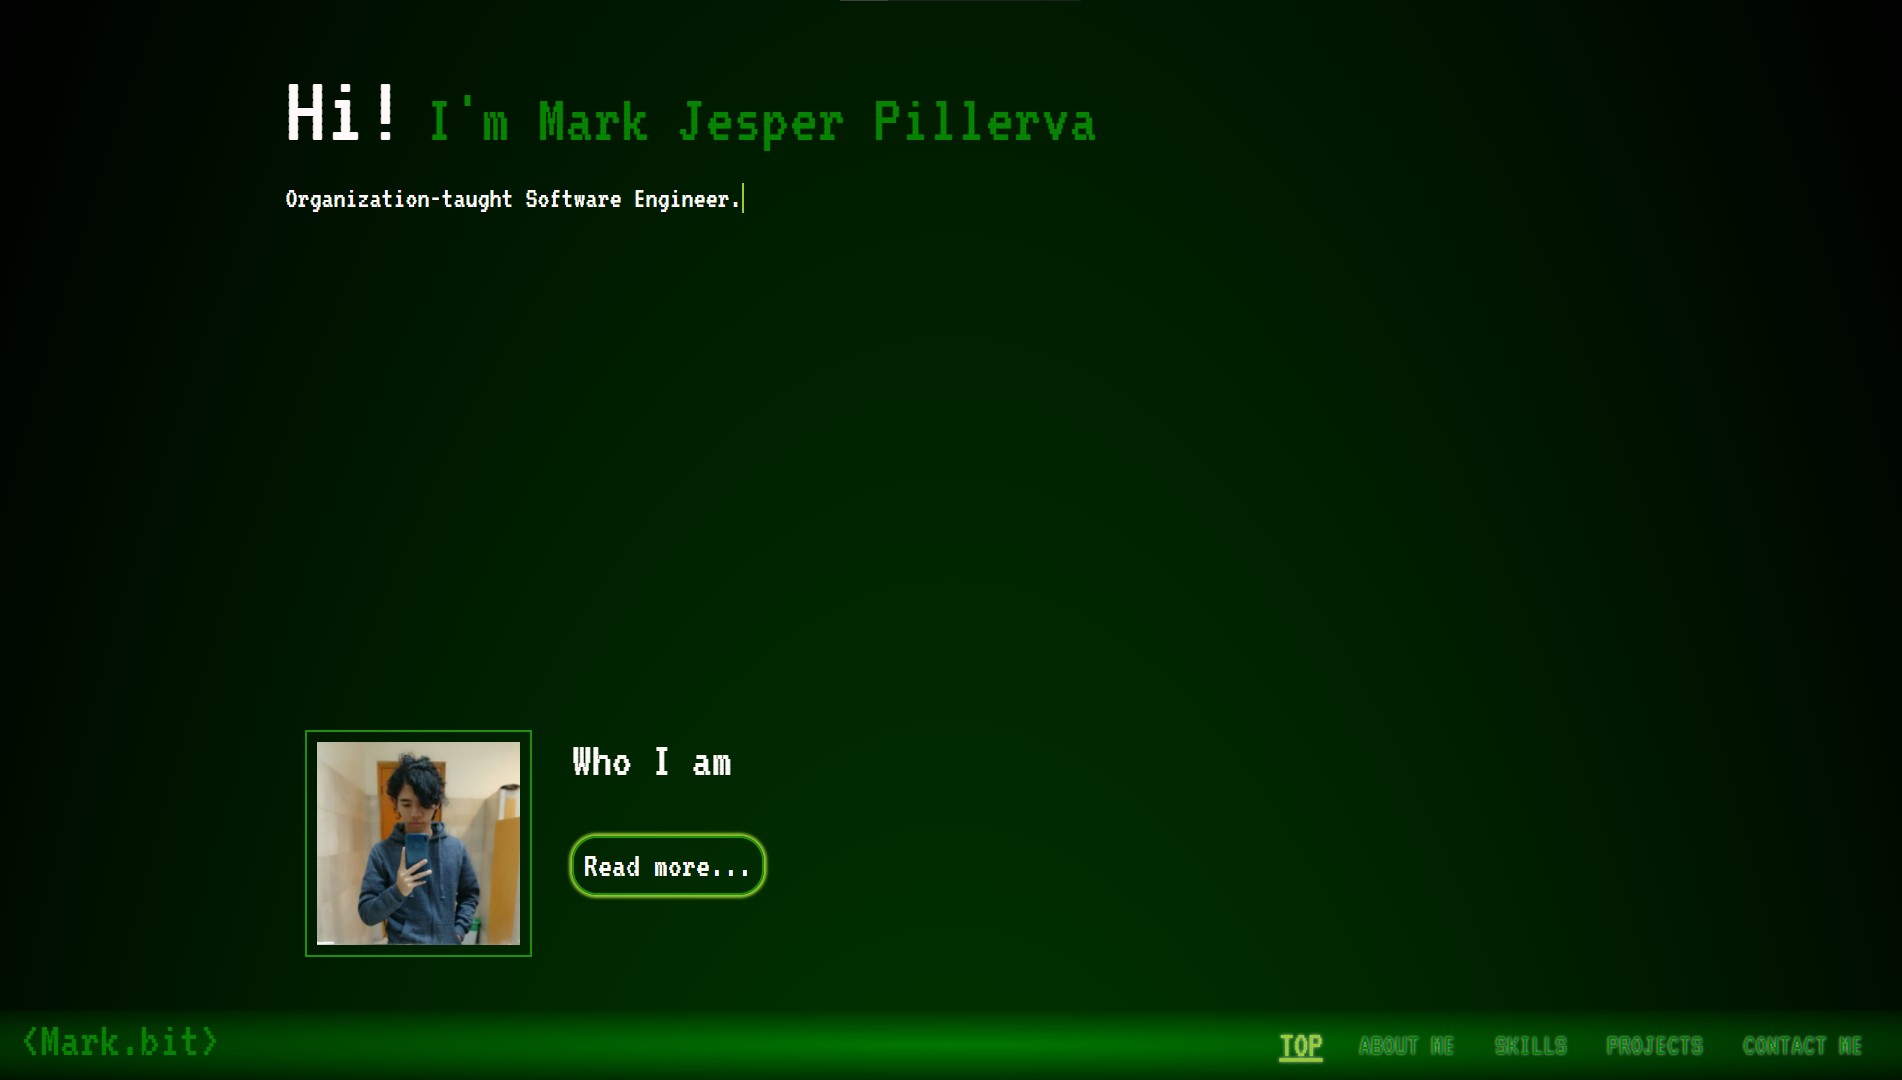 Hi! I'm Mark Jesper Pillerva
Organization-taught Software Engineer.
Who I am
Read more...
<Mark.bit>
TOP ABOUT ME SKILLS PROJECTS CONTACT ME